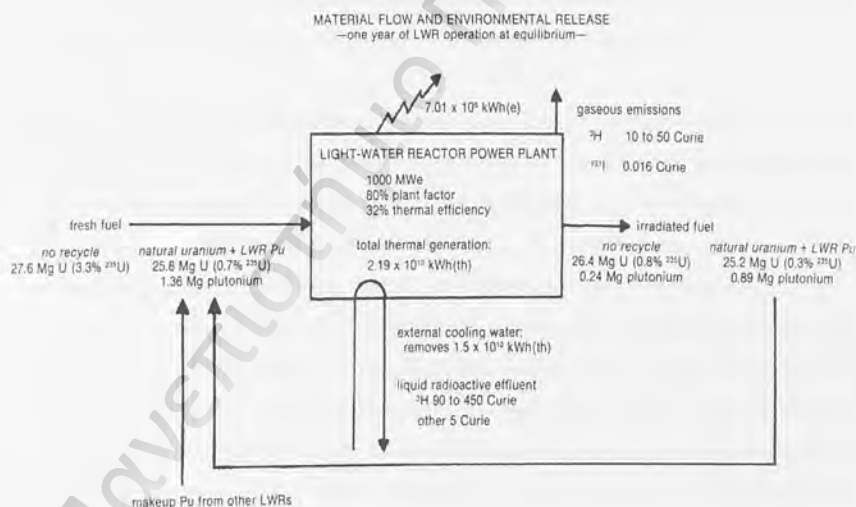 MATERIAL FLOW AND ENVIRONMENTAL RELEASE
—one year of LWR operation at equilibrium—
7.01 x 10⁹ kWh(e)
gaseous emissions
³H 10 to 50 Curie
¹³¹I 0.016 Curie
LIGHT-WATER REACTOR POWER PLANT
1000 MWe
80% plant factor
32% thermal efficiency
total thermal generation:
2.19 x 10¹⁰ kWh(th)
fresh fuel
no recycle
27.6 Mg U (3.3% ²³⁵U)
natural uranium + LWR Pu
25.6 Mg U (0.7% ²³⁵U)
1.36 Mg plutonium
irradiated fuel
no recycle
26.4 Mg U (0.8% ²³⁵U)
0.24 Mg plutonium
natural uranium + LWR Pu
25.2 Mg U (0.3% ²³⁵U)
0.89 Mg plutonium
external cooling water:
removes 1.5 x 10¹⁰ kWh(th)
liquid radioactive effluent
³H 90 to 450 Curie
other 5 Curie
makeup Pu from other LWRs
Πανεπιστήμιο